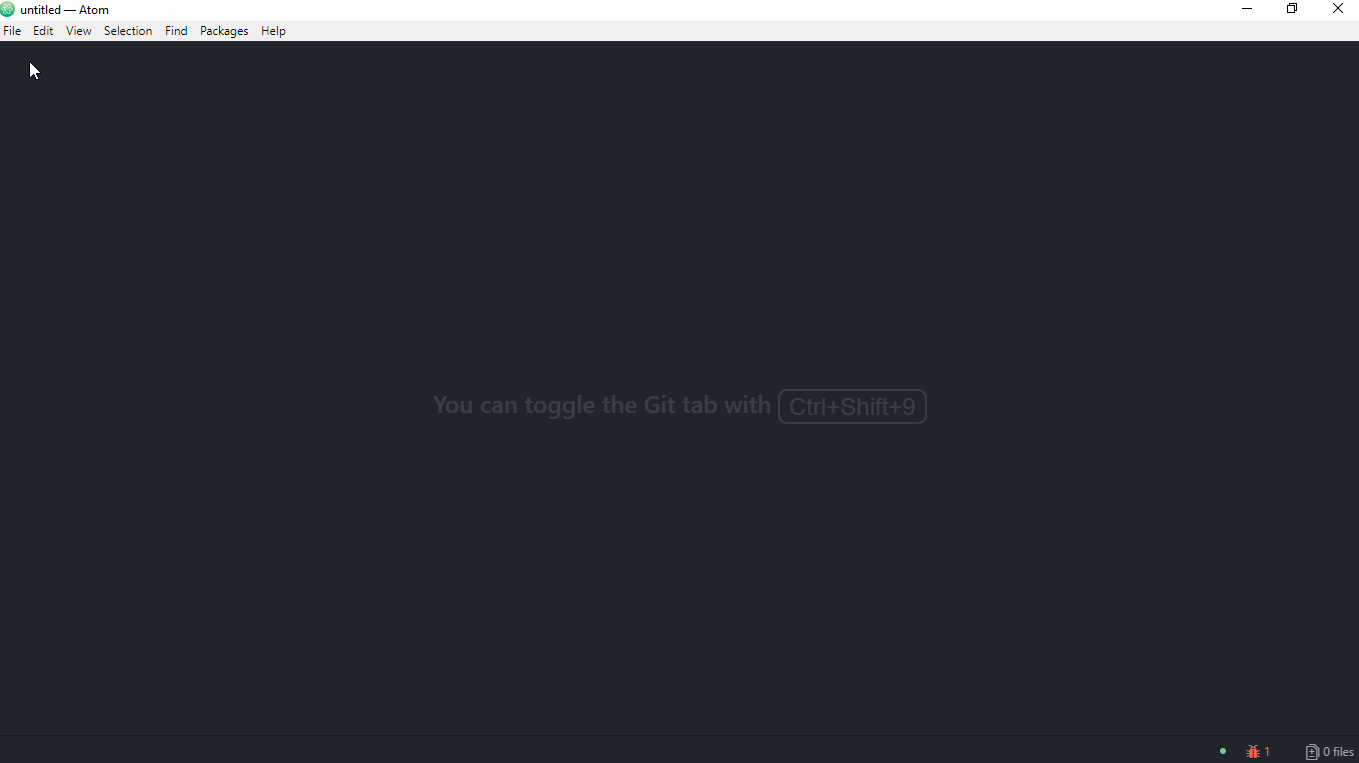 untitled — Atom
File Edit View Selection Find Packages Help
You can toggle the Git tab with Ctrl+Shift+9
1 0 files